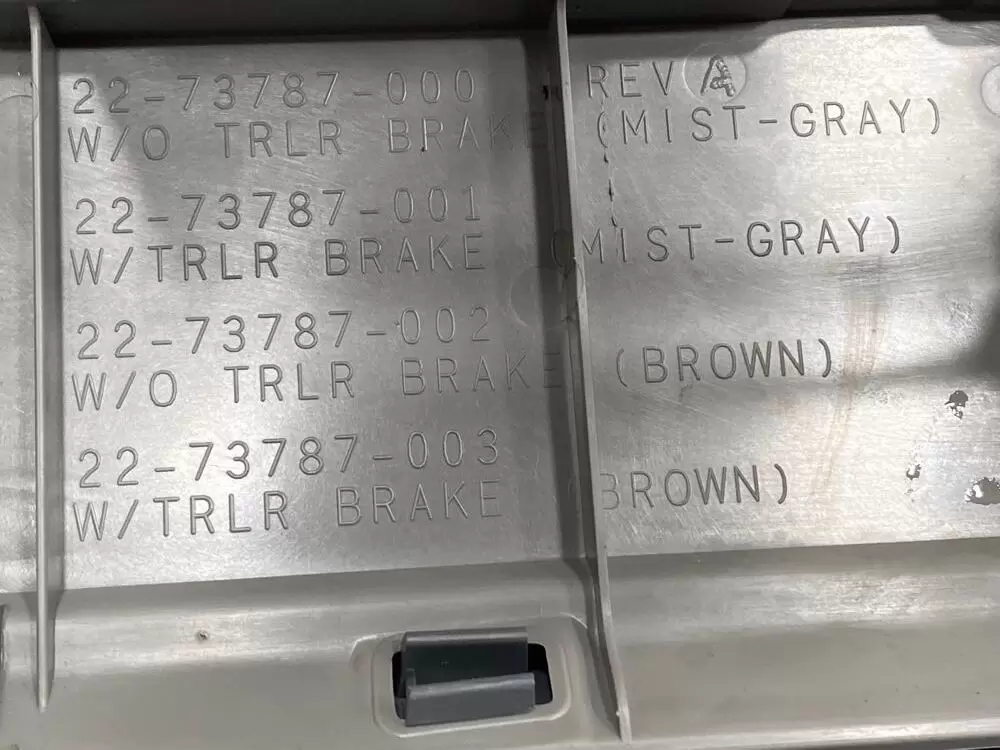 22-73787-000 REV A
W/O TRLR BRAKE (MIST-GRAY)
22-73787-001
W/TRLR BRAKE (MIST-GRAY)
22-73787-002
W/O TRLR BRAKE (BROWN)
22-73787-003
W/TRLR BRAKE (BROWN)